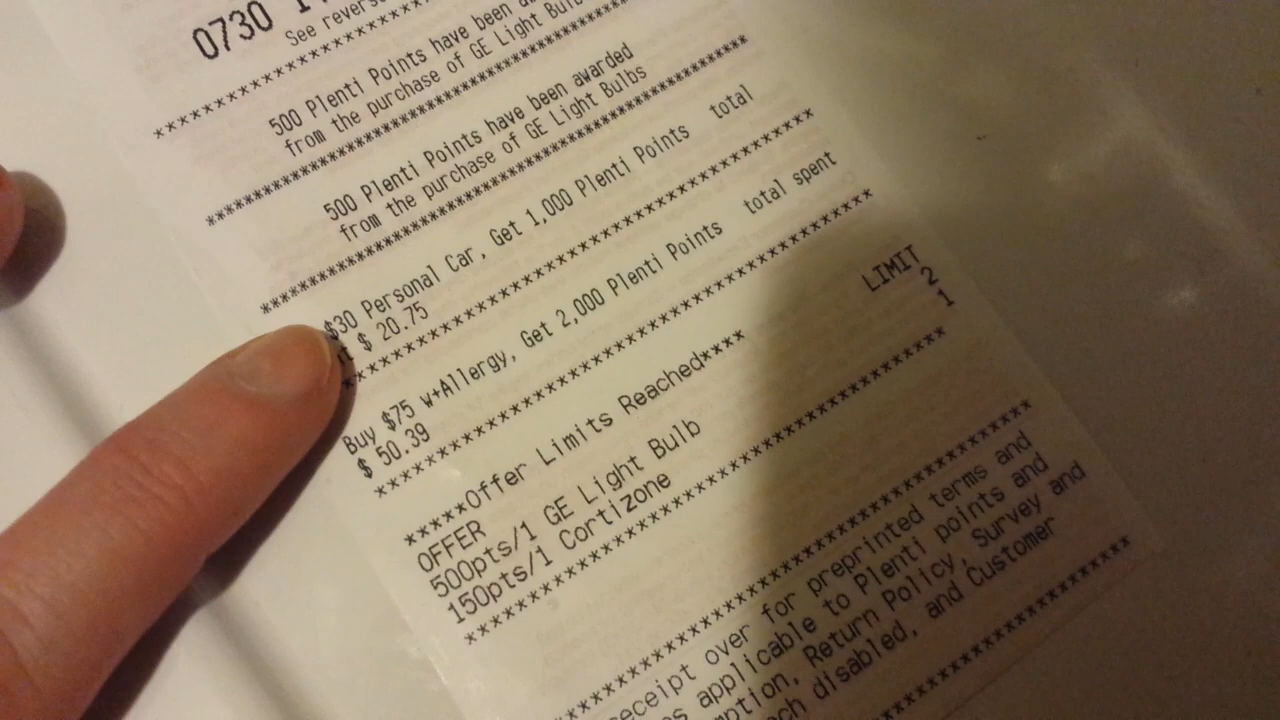 0730
See revers
500 Plenti Points have been
from the purchase of GE Light Bulb
*****************************************
500 Plenti Points have been awarded
from the purchase of GE Light Bulbs
*****************************************
$30 Personal Car, Get 1,000 Plenti Points total
$ 20.75
*****************************************
Buy $75 w+Allergy, Get 2,000 Plenti Points total spent
$ 50.39
*****************************************
*****Offer Limits Reached****
OFFER LIMIT
500pts/1 GE Light Bulb 2
150pts/1 Cortizone 1
*****************************************
*****************************************
eceipt over for preprinted terms and
applicable to Plenti points and
Return Policy, Survey and
disabled, and Customer
*****************************************